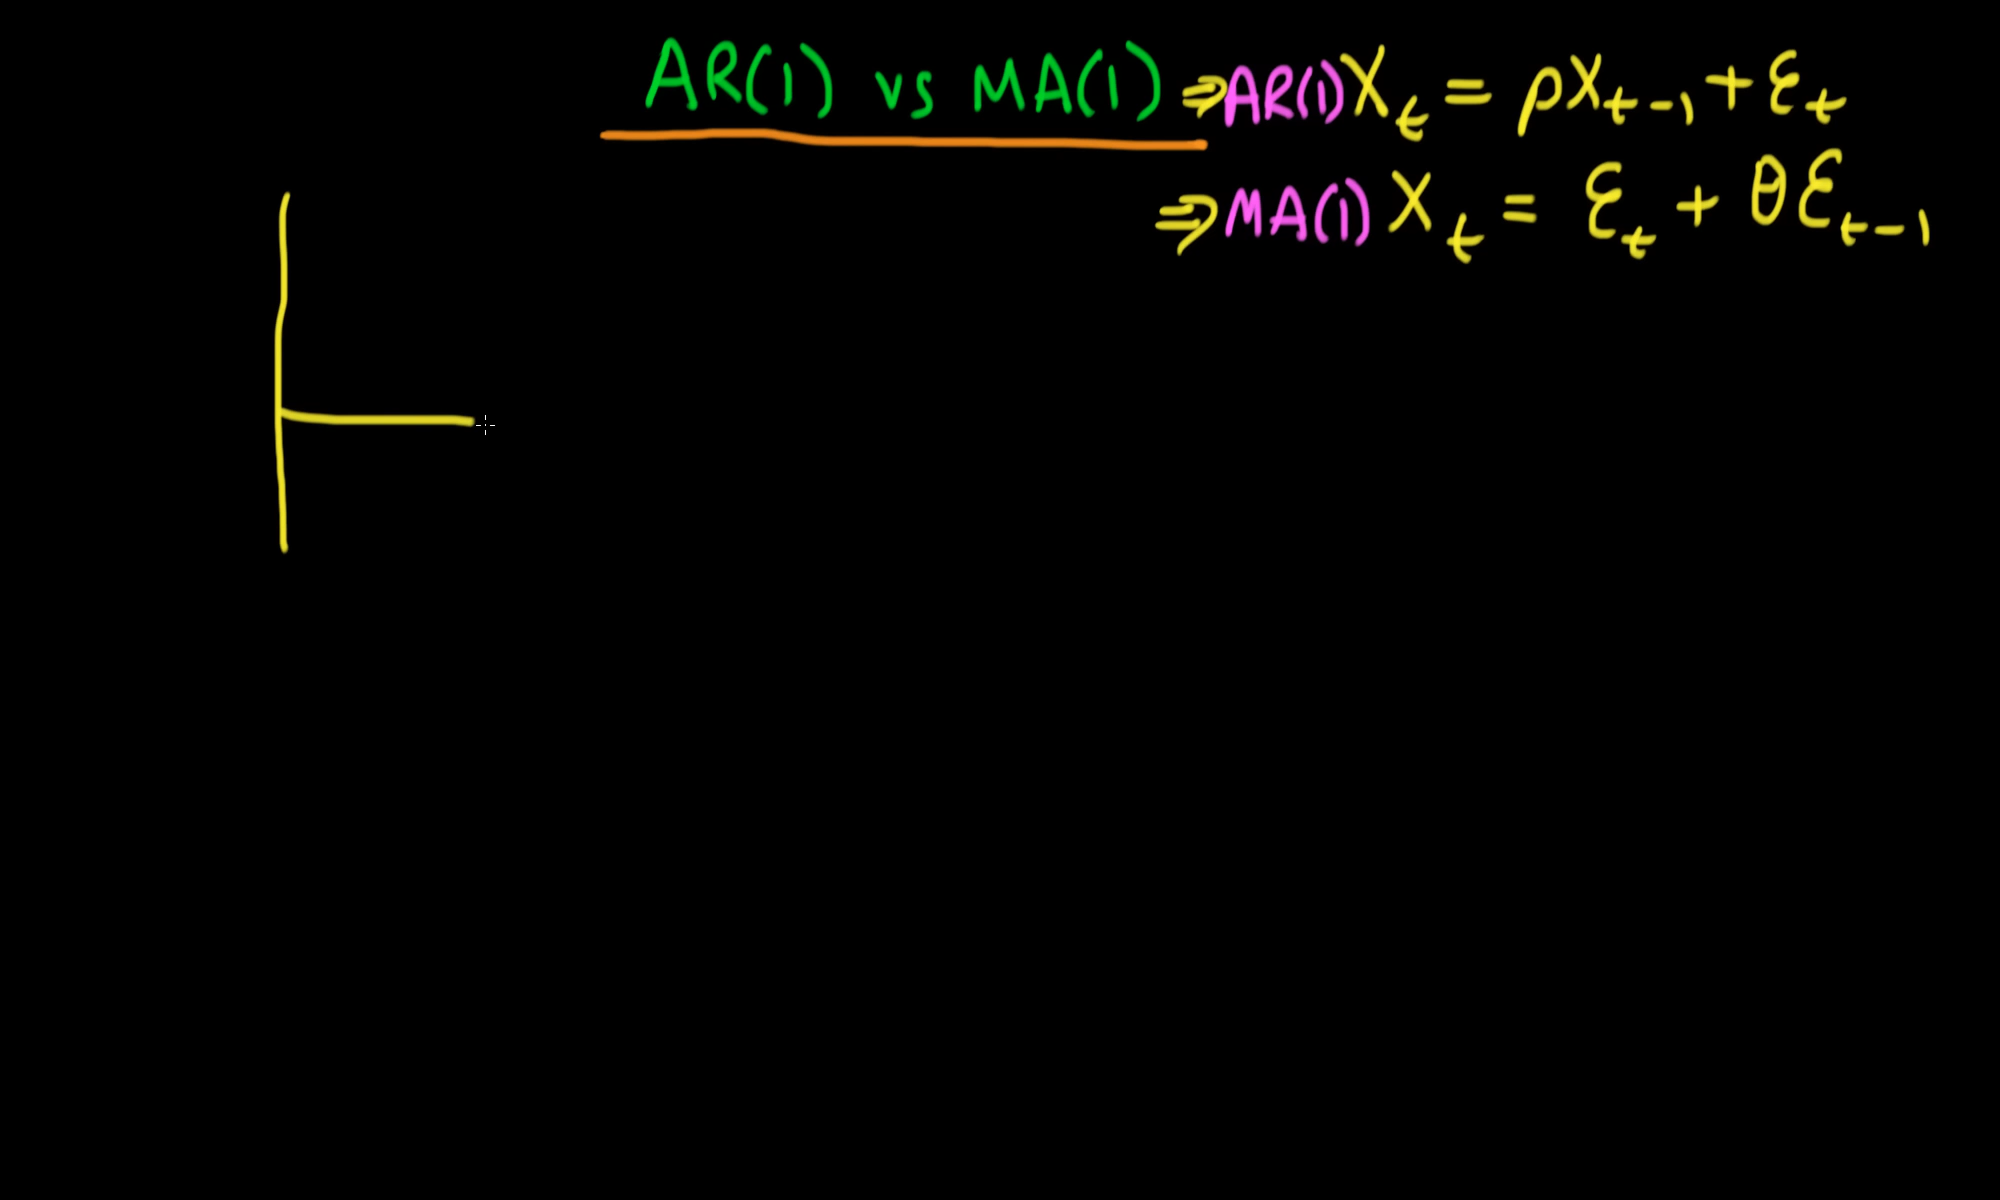 AR(1) vs MA(1) ⇒ AR(1) Xₜ = ρXₜ₋₁ + εₜ
⇒ MA(1) Xₜ = εₜ + θεₜ₋₁